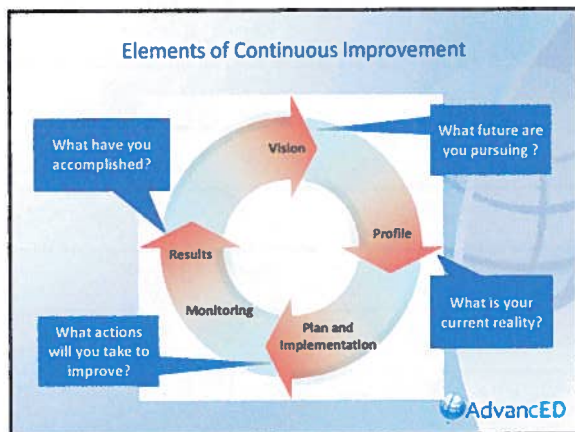 Elements of Continuous Improvement
What have you
accomplished?
Vision
What future are
you pursuing ?
Results
Profile
Monitoring
Plan and
Implementation
What is your
current reality?
What actions
will you take to
improve?
AdvancED